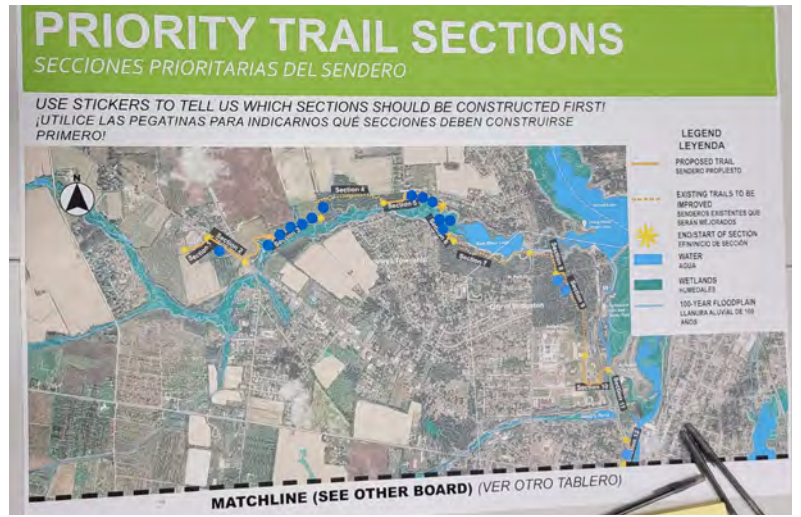 PRIORITY TRAIL SECTIONS
SECCIONES PRIORITARIAS DEL SENDERO
USE STICKERS TO TELL US WHICH SECTIONS SHOULD BE CONSTRUCTED FIRST!
¡UTILICE LAS PEGATINAS PARA INDICARNOS QUÉ SECCIONES DEBEN CONSTRUIRSE
PRIMERO!
LEGEND
LEYENDA
PROPOSED TRAIL
SENDERO PROPUESTO
EXISTING TRAILS TO BE
IMPROVED
SENDEROS EXISTENTES QUE
SERÁN MEJORADOS
END/START OF SECTION
EFIN/INICIO DE SECCIÓN
WATER
AGUA
WETLANDS
HUMEDALES
100-YEAR FLOODPLAIN
LLANURA ALUVIAL DE 100
AÑOS
N
Section 4
Section 5
Section 2
Section 7
Section 9
Section 10
Section 11
MATCHLINE (SEE OTHER BOARD) (VER OTRO TABLERO)